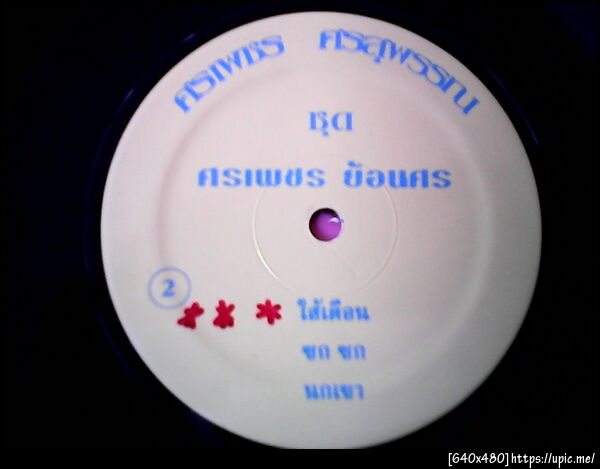 ศรเพชร ศรสุพรรณ
ชุด
ศรเพชร ย้อนศร
2
ไส้เดือน
ชก ชก
นกเขา
[640x480]https://upic.me/